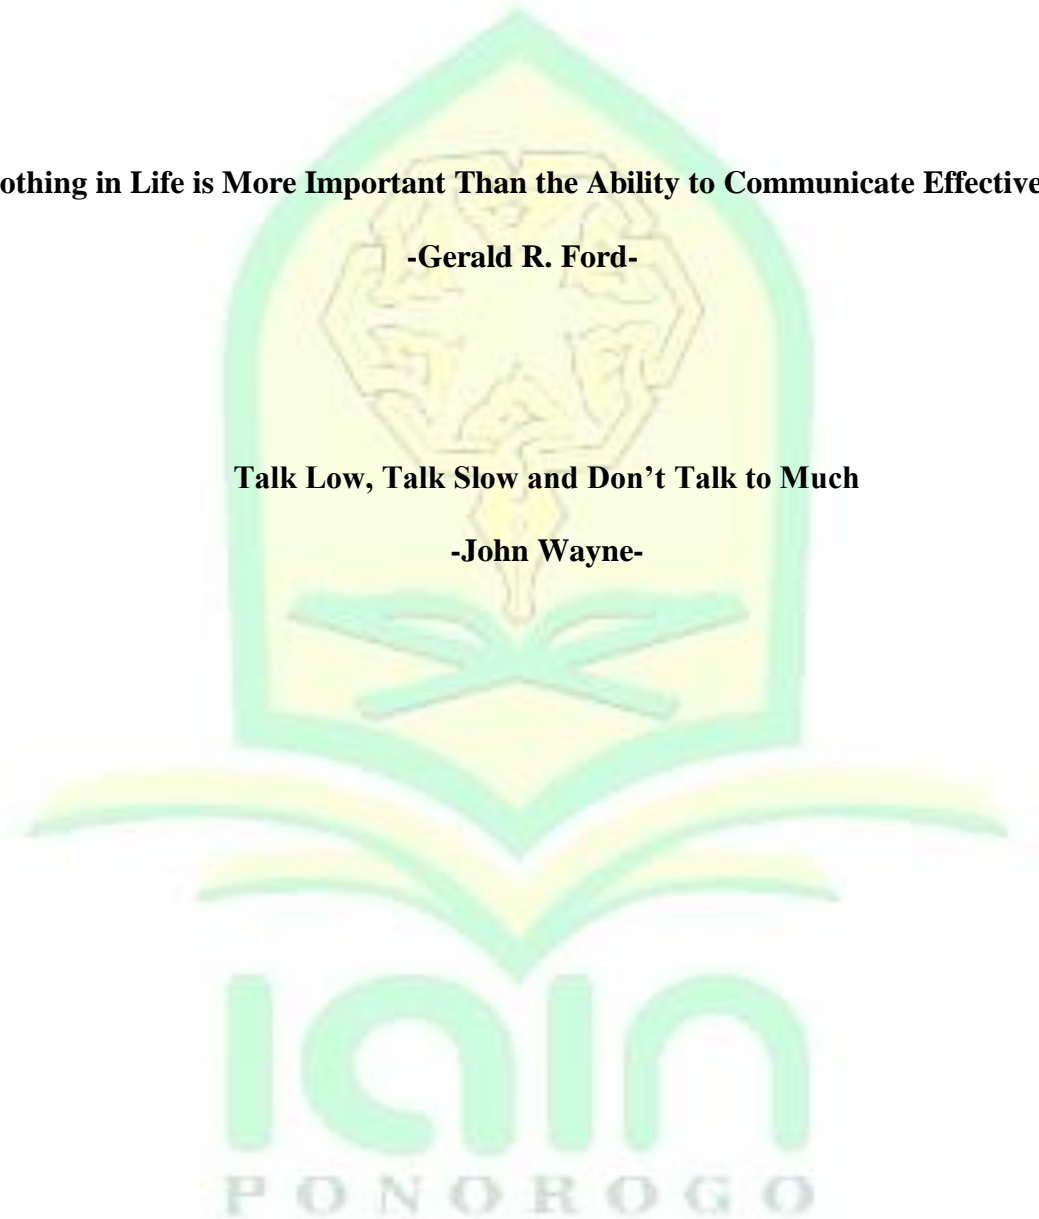 othing in Life is More Important Than the Ability to Communicate Effective
-Gerald R. Ford-
Talk Low, Talk Slow and Don’t Talk to Much
-John Wayne-
iain
PONOROGO